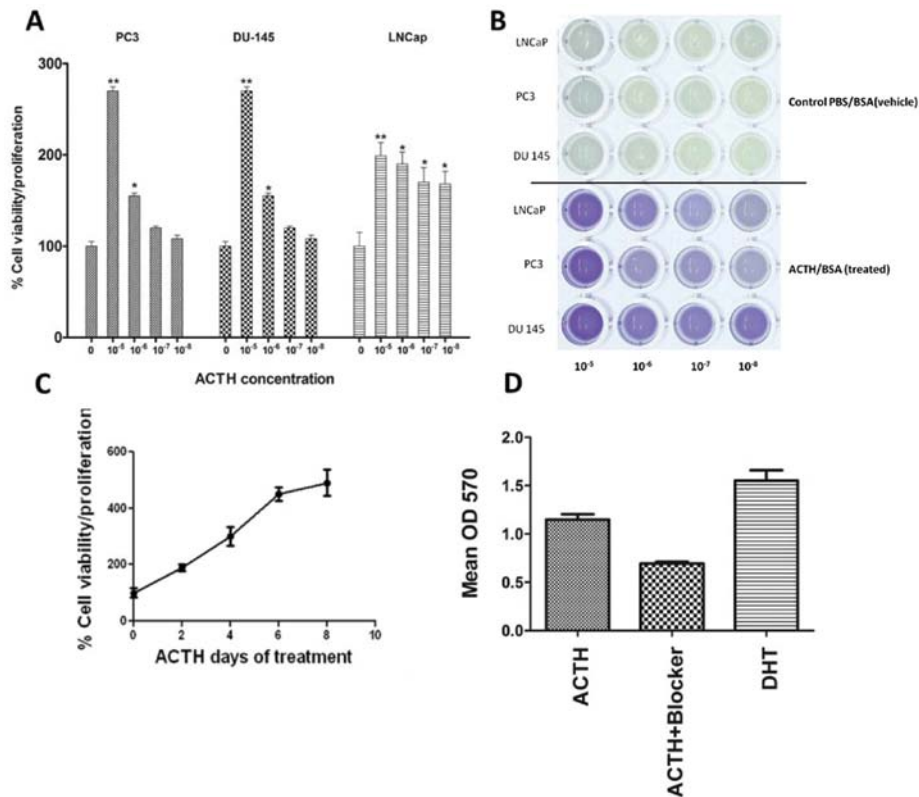 A
PC3 DU-145 LNCap
% Cell viability/proliferation
300
200
100
0
** * ** * ** * * *
0 10⁻⁵ 10⁻⁶ 10⁻⁷ 10⁻⁸ 0 10⁻⁵ 10⁻⁶ 10⁻⁷ 10⁻⁸ 0 10⁻⁵ 10⁻⁶ 10⁻⁷ 10⁻⁸
ACTH concentration
B
LNCaP
PC3
DU 145
Control PBS/BSA(vehicle)
LNCaP
PC3
DU 145
ACTH/BSA (treated)
10⁻⁵ 10⁻⁶ 10⁻⁷ 10⁻⁸
C
% Cell viability/proliferation
600
400
200
0
0 2 4 6 8 10
ACTH days of treatment
D
Mean OD 570
2.0
1.5
1.0
0.5
0.0
ACTH
ACTH+Blocker
DHT